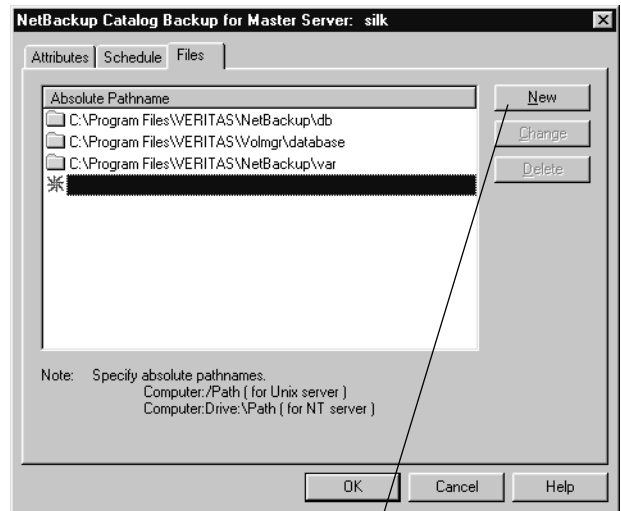 NetBackup Catalog Backup for Master Server: silk
Attributes Schedule Files
Absolute Pathname
C:\Program Files\VERITAS\NetBackup\db
C:\Program Files\VERITAS\Volmgr\database
C:\Program Files\VERITAS\NetBackup\var
New
Change
Delete
Note: Specify absolute pathnames.
Computer:/Path ( for Unix server )
Computer:Drive:\Path ( for NT server )
OK Cancel Help